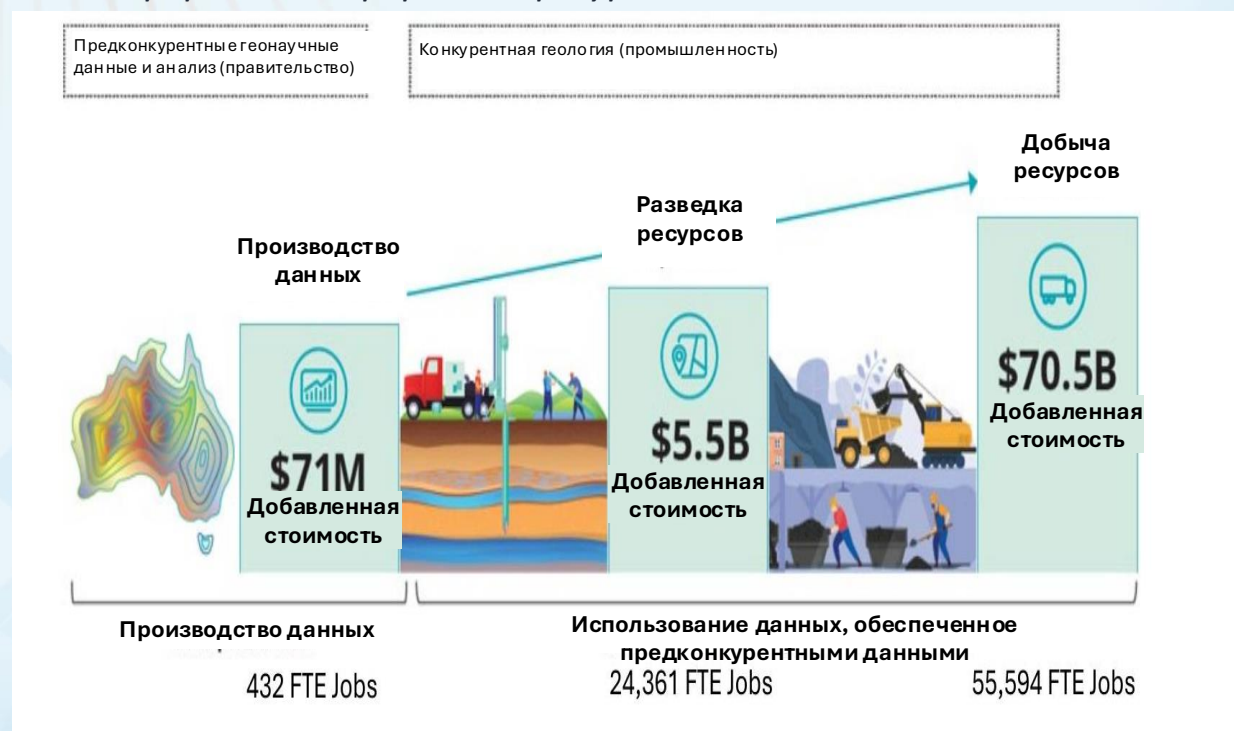 Предконкурентные геонаучные
данные и анализ (правительство)
Конкурентная геология (промышленность)
Добыча
ресурсов
Разведка
ресурсов
Производство
данных
$71M
Добавленная
стоимость
$5.5B
Добавленная
стоимость
$70.5B
Добавленная
стоимость
Производство данных
Использование данных, обеспеченное
предконкурентными данными
432 FTE Jobs
24,361 FTE Jobs
55,594 FTE Jobs